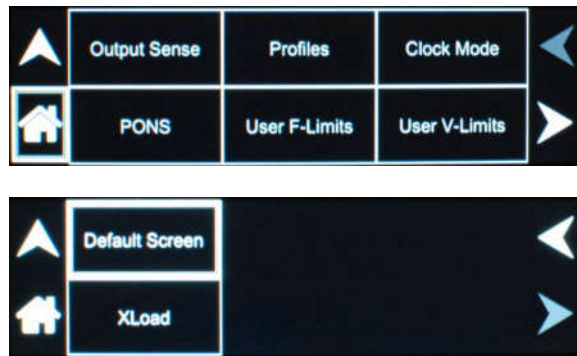 Output Sense
Profiles
Clock Mode
PONS
User F-Limits
User V-Limits
Default Screen
XLoad